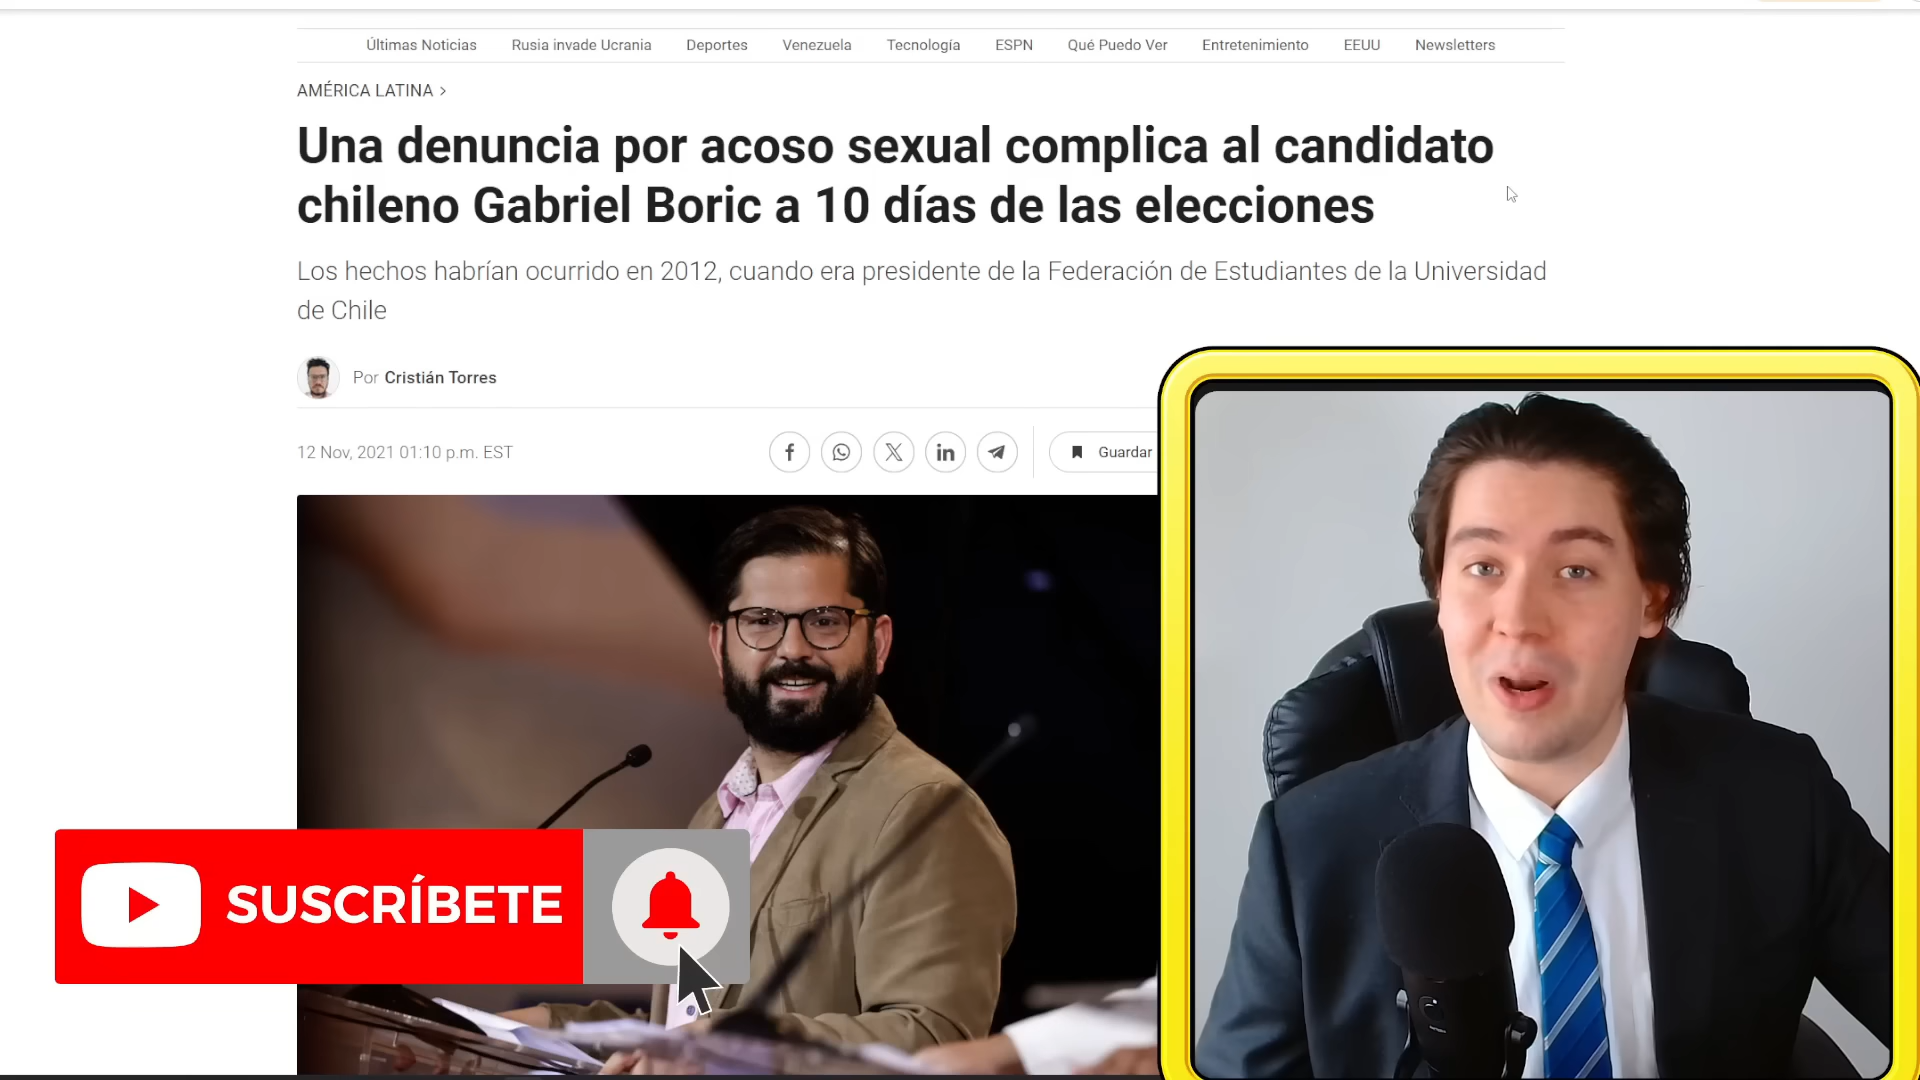 Últimas Noticias Rusia invade Ucrania Deportes Venezuela Tecnología ESPN Qué Puedo Ver Entretenimiento EEUU Newsletters
AMÉRICA LATINA >
Una denuncia por acoso sexual complica al candidato
chileno Gabriel Boric a 10 días de las elecciones
Los hechos habrían ocurrido en 2012, cuando era presidente de la Federación de Estudiantes de la Universidad
de Chile
Por Cristián Torres
12 Nov, 2021 01:10 p.m. EST
Guardar
SUSCRÍBETE